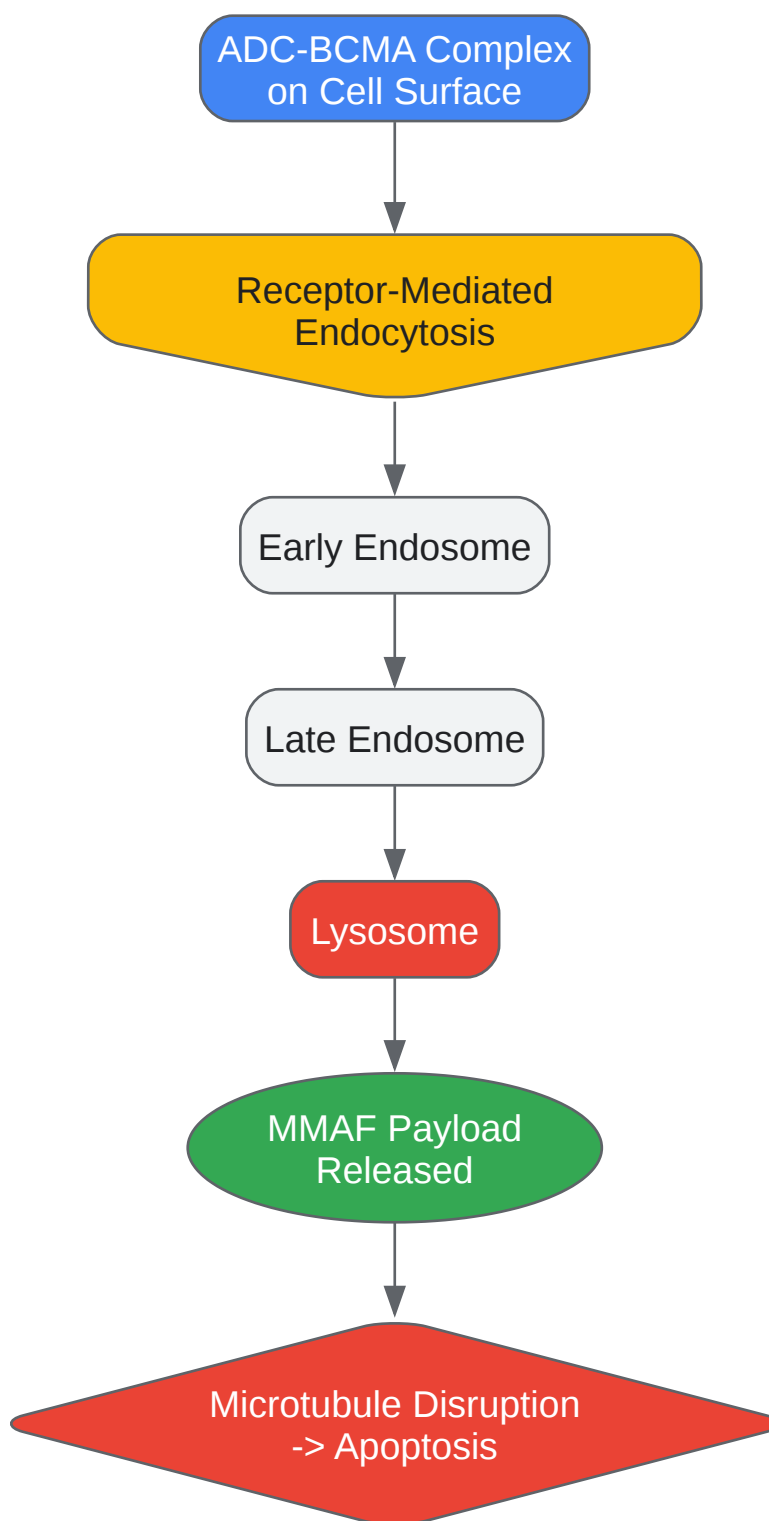 ADC-BCMA Complex
on Cell Surface
Receptor-Mediated
Endocytosis
Early Endosome
Late Endosome
Lysosome
MMAF Payload
Released
Microtubule Disruption
-> Apoptosis